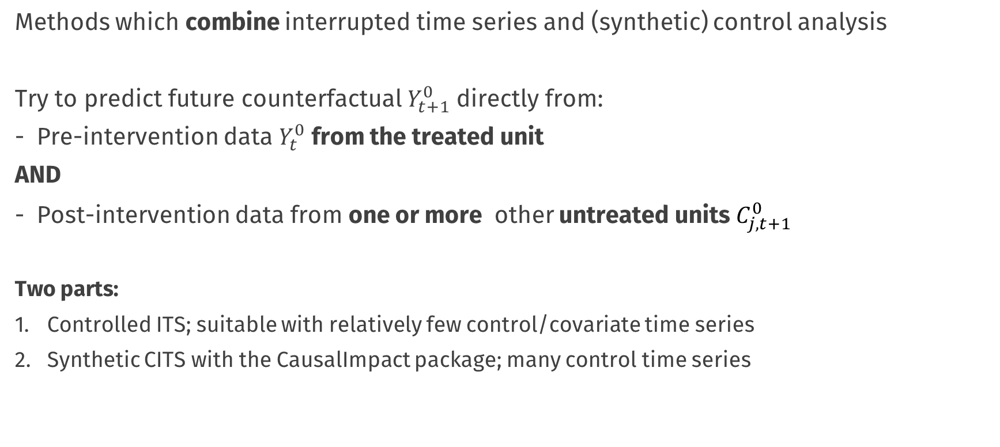 Methods which combine interrupted time series and (synthetic) control analysis
Try to predict future counterfactual $Y_{t+1}^{0}$ directly from:
- Pre-intervention data $Y_{t}^{0}$ from the treated unit
AND
- Post-intervention data from one or more other untreated units $C_{j,t+1}^{0}$
Two parts:
1. Controlled ITS; suitable with relatively few control/covariate time series
2. Synthetic CITS with the CausalImpact package; many control time series